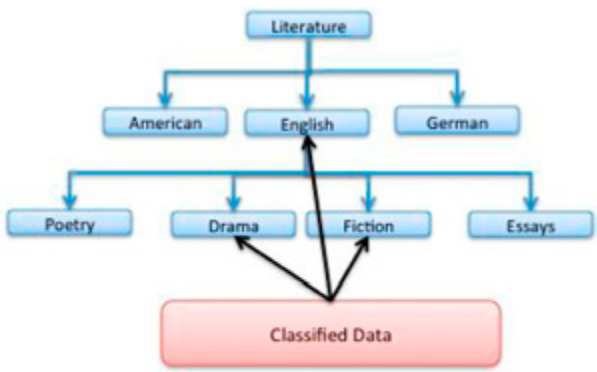 Literature
American
English
German
Poetry
Drama
Fiction
Essays
Classified Data